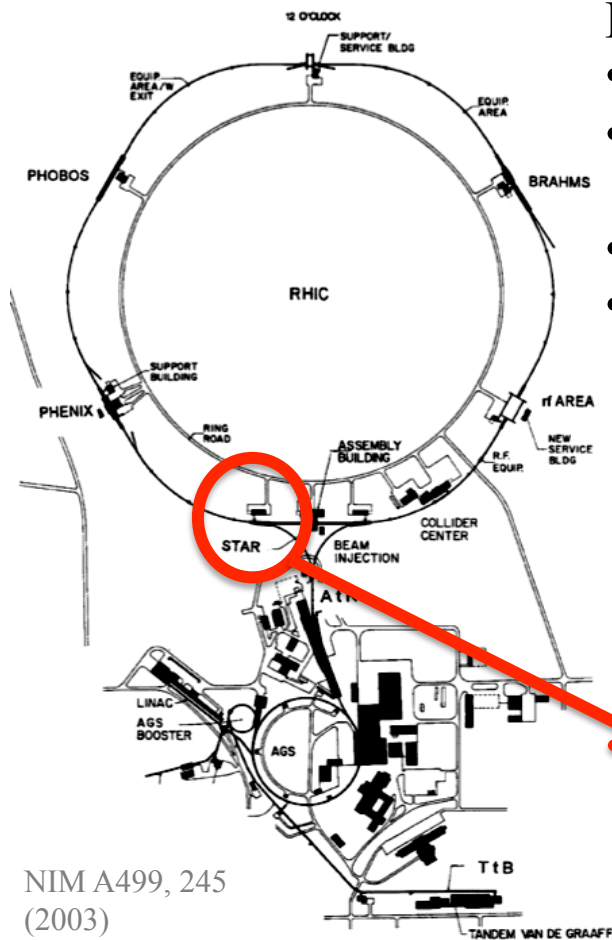 12 O'CLOCK
SUPPORT/
SERVICE BLDG
EQUIP.
AREA/W
EXIT
EQUIP.
AREA
PHOBOS
BRAHMS
RHIC
SUPPORT
BUILDING
PHENIX
rf AREA
NEW
SERVICE
BLDG
RING
ROAD
ASSEMBLY
BUILDING
R.F.
EQUIP.
COLLIDER
CENTER
STAR
BEAM
INJECTION
LINAC
AGS
BOOSTER
AGS
TtB
TANDEM VAN DE GRAAFF
NIM A499, 245
(2003)